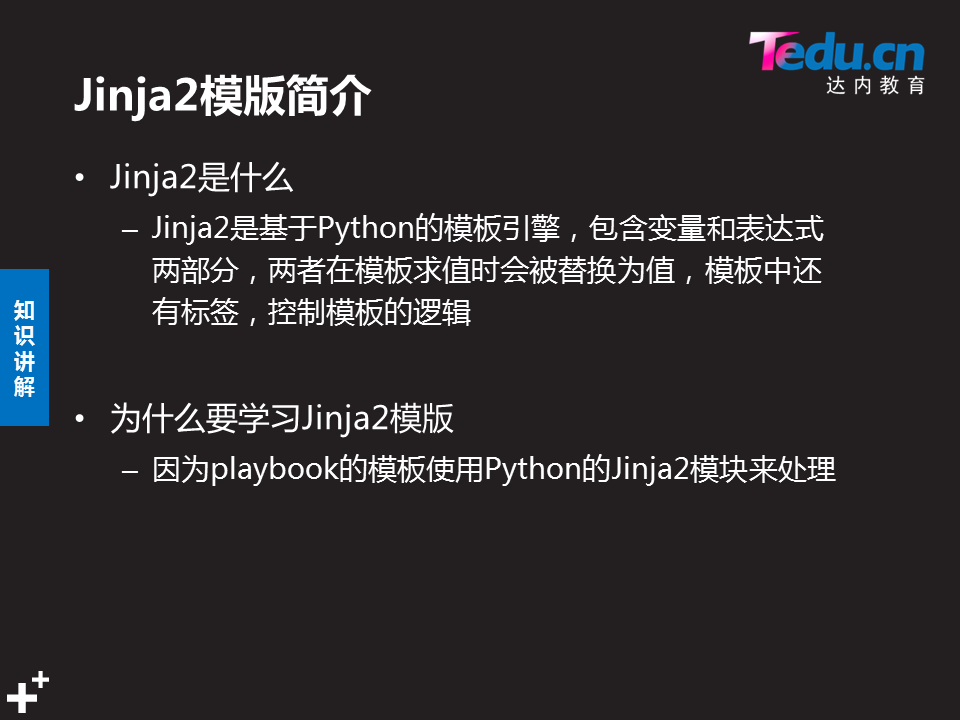 Tedu.cn
达内教育
Jinja2模版简介
• Jinja2是什么
– Jinja2是基于Python的模板引擎，包含变量和表达式
两部分，两者在模板求值时会被替换为值，模板中还
有标签，控制模板的逻辑
知识讲解
• 为什么要学习Jinja2模版
– 因为playbook的模板使用Python的Jinja2模块来处理